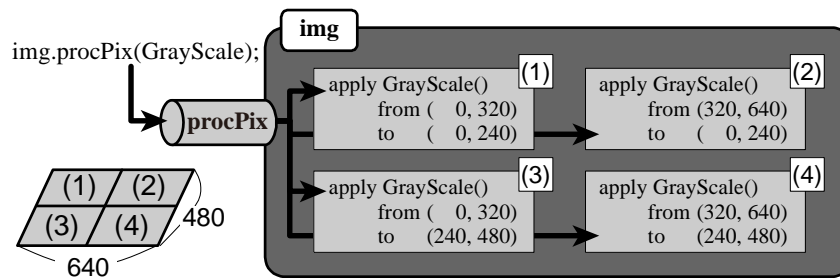 img
img.procPix(GrayScale);
procPix
(1)
apply GrayScale()
from ( 0, 320)
to ( 0, 240)
(2)
apply GrayScale()
from (320, 640)
to ( 0, 240)
(3)
apply GrayScale()
from ( 0, 320)
to (240, 480)
(4)
apply GrayScale()
from (320, 640)
to (240, 480)
(1) (2)
(3) (4)
480
640